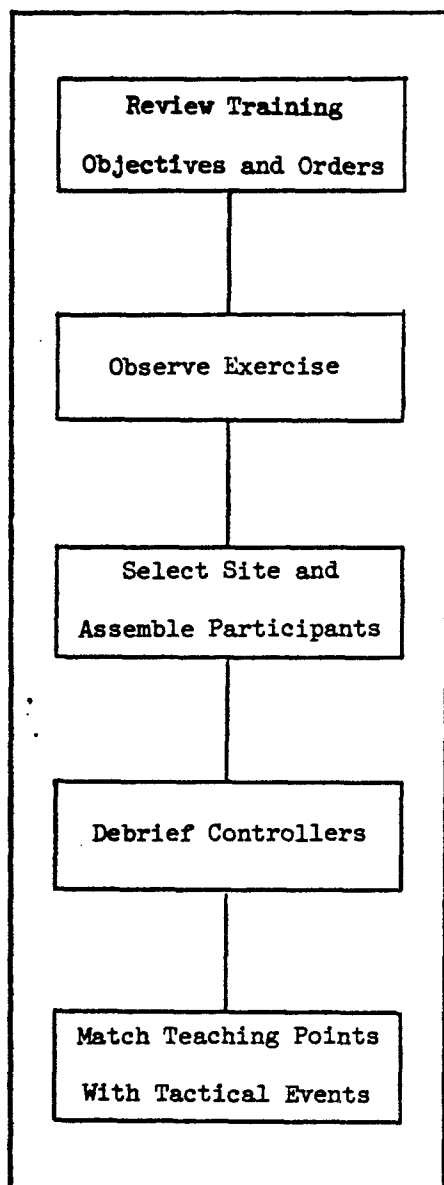 Review Training
Objectives and Orders
Observe Exercise
Select Site and
Assemble Participants
Debrief Controllers
Match Teaching Points
With Tactical Events